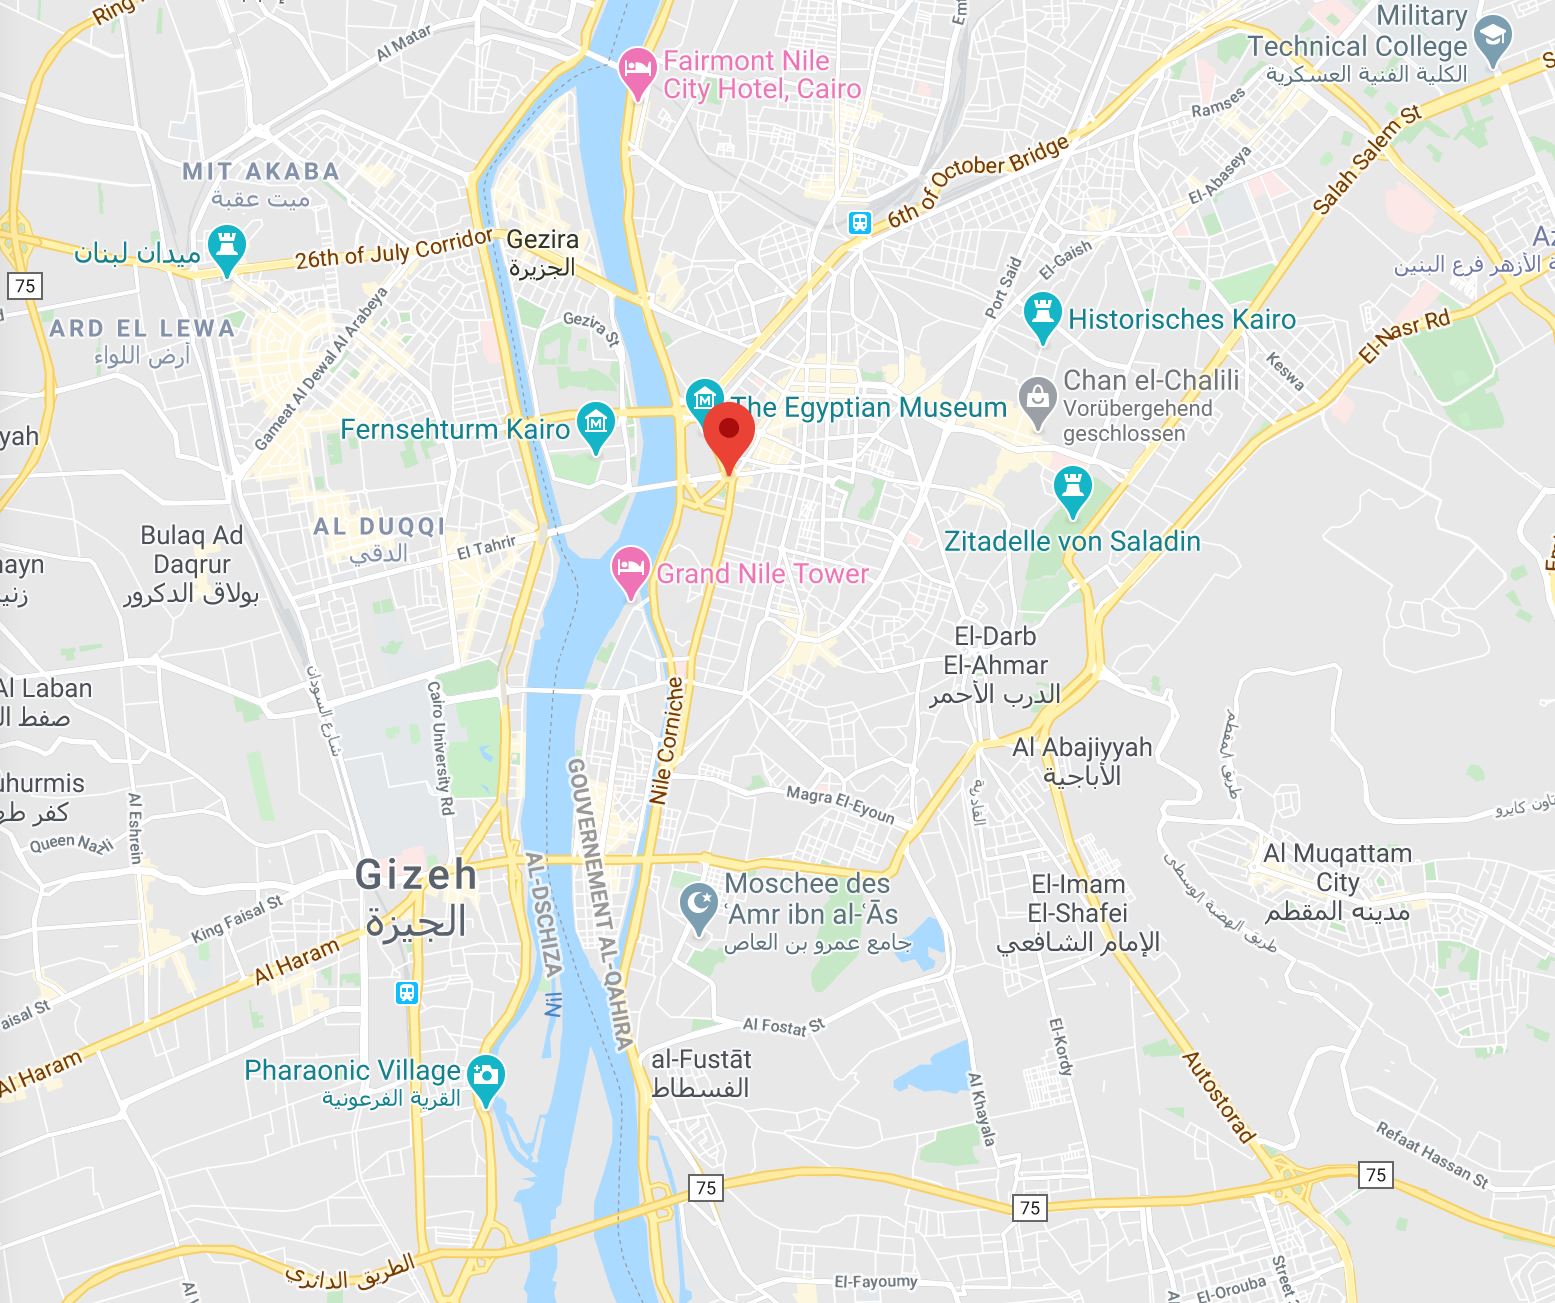 Ring
Al Matar
Fairmont Nile
City Hotel, Cairo
Military
Technical College
الكلية الفنية العسكرية
Ramses
Salah Salem St
6th of October Bridge
El-Abaseya
MIT AKABA
ميت عقبة
ميدان لبنان
26th of July Corridor
Gezira
الجزيرة
El-Gaish
Port Said
الأزهر فرع البنين
75
ARD EL LEWA
أرض اللواء
Gameat Al Dewal Al Arabeya
Gezira St
Historisches Kairo
El-Nasr Rd
Keswa
Chan el-Chalili
Vorübergehend
geschlossen
The Egyptian Museum
Fernsehturm Kairo
yah
Zitadelle von Saladin
AL DUQQI
الدقي
El Tahrir
Bulaq Ad
Daqrur
بولاق الدكرور
nayn
Grand Nile Tower
El-Darb
El-Ahmar
الدرب الأحمر
Al Laban
صفط ال
شارع السودان
Cairo University Rd
Nile Corniche
Al Abajiyyah
الأباجية
طريق المقطم
uhurmis
كفر طه
Al Eshrein
Queen Nazli
Magra El-Eyoun
القادرية
تاون كايرو
GOUVERNEMENT AL-QAHIRA
AL-DSCHIZA
Nil
Gizeh
الجيزة
King Faisal St
Al Haram
Moschee des
ʿAmr ibn al-ʿĀs
جامع عمرو بن العاص
El-Imam
El-Shafei
الإمام الشافعي
Al Muqattam
City
مدينه المقطم
طريق الهضبة الوسطى
aisal St
Al Haram
Al Fostat St
El-Kordy
Pharaonic Village
القرية الفرعونية
al-Fustāt
الفسطاط
Al Khayala
Autostorad
Refaat Hassan St
75
75
75
الطريق الدائري
El-Fayoumy
El-Orouba
Street